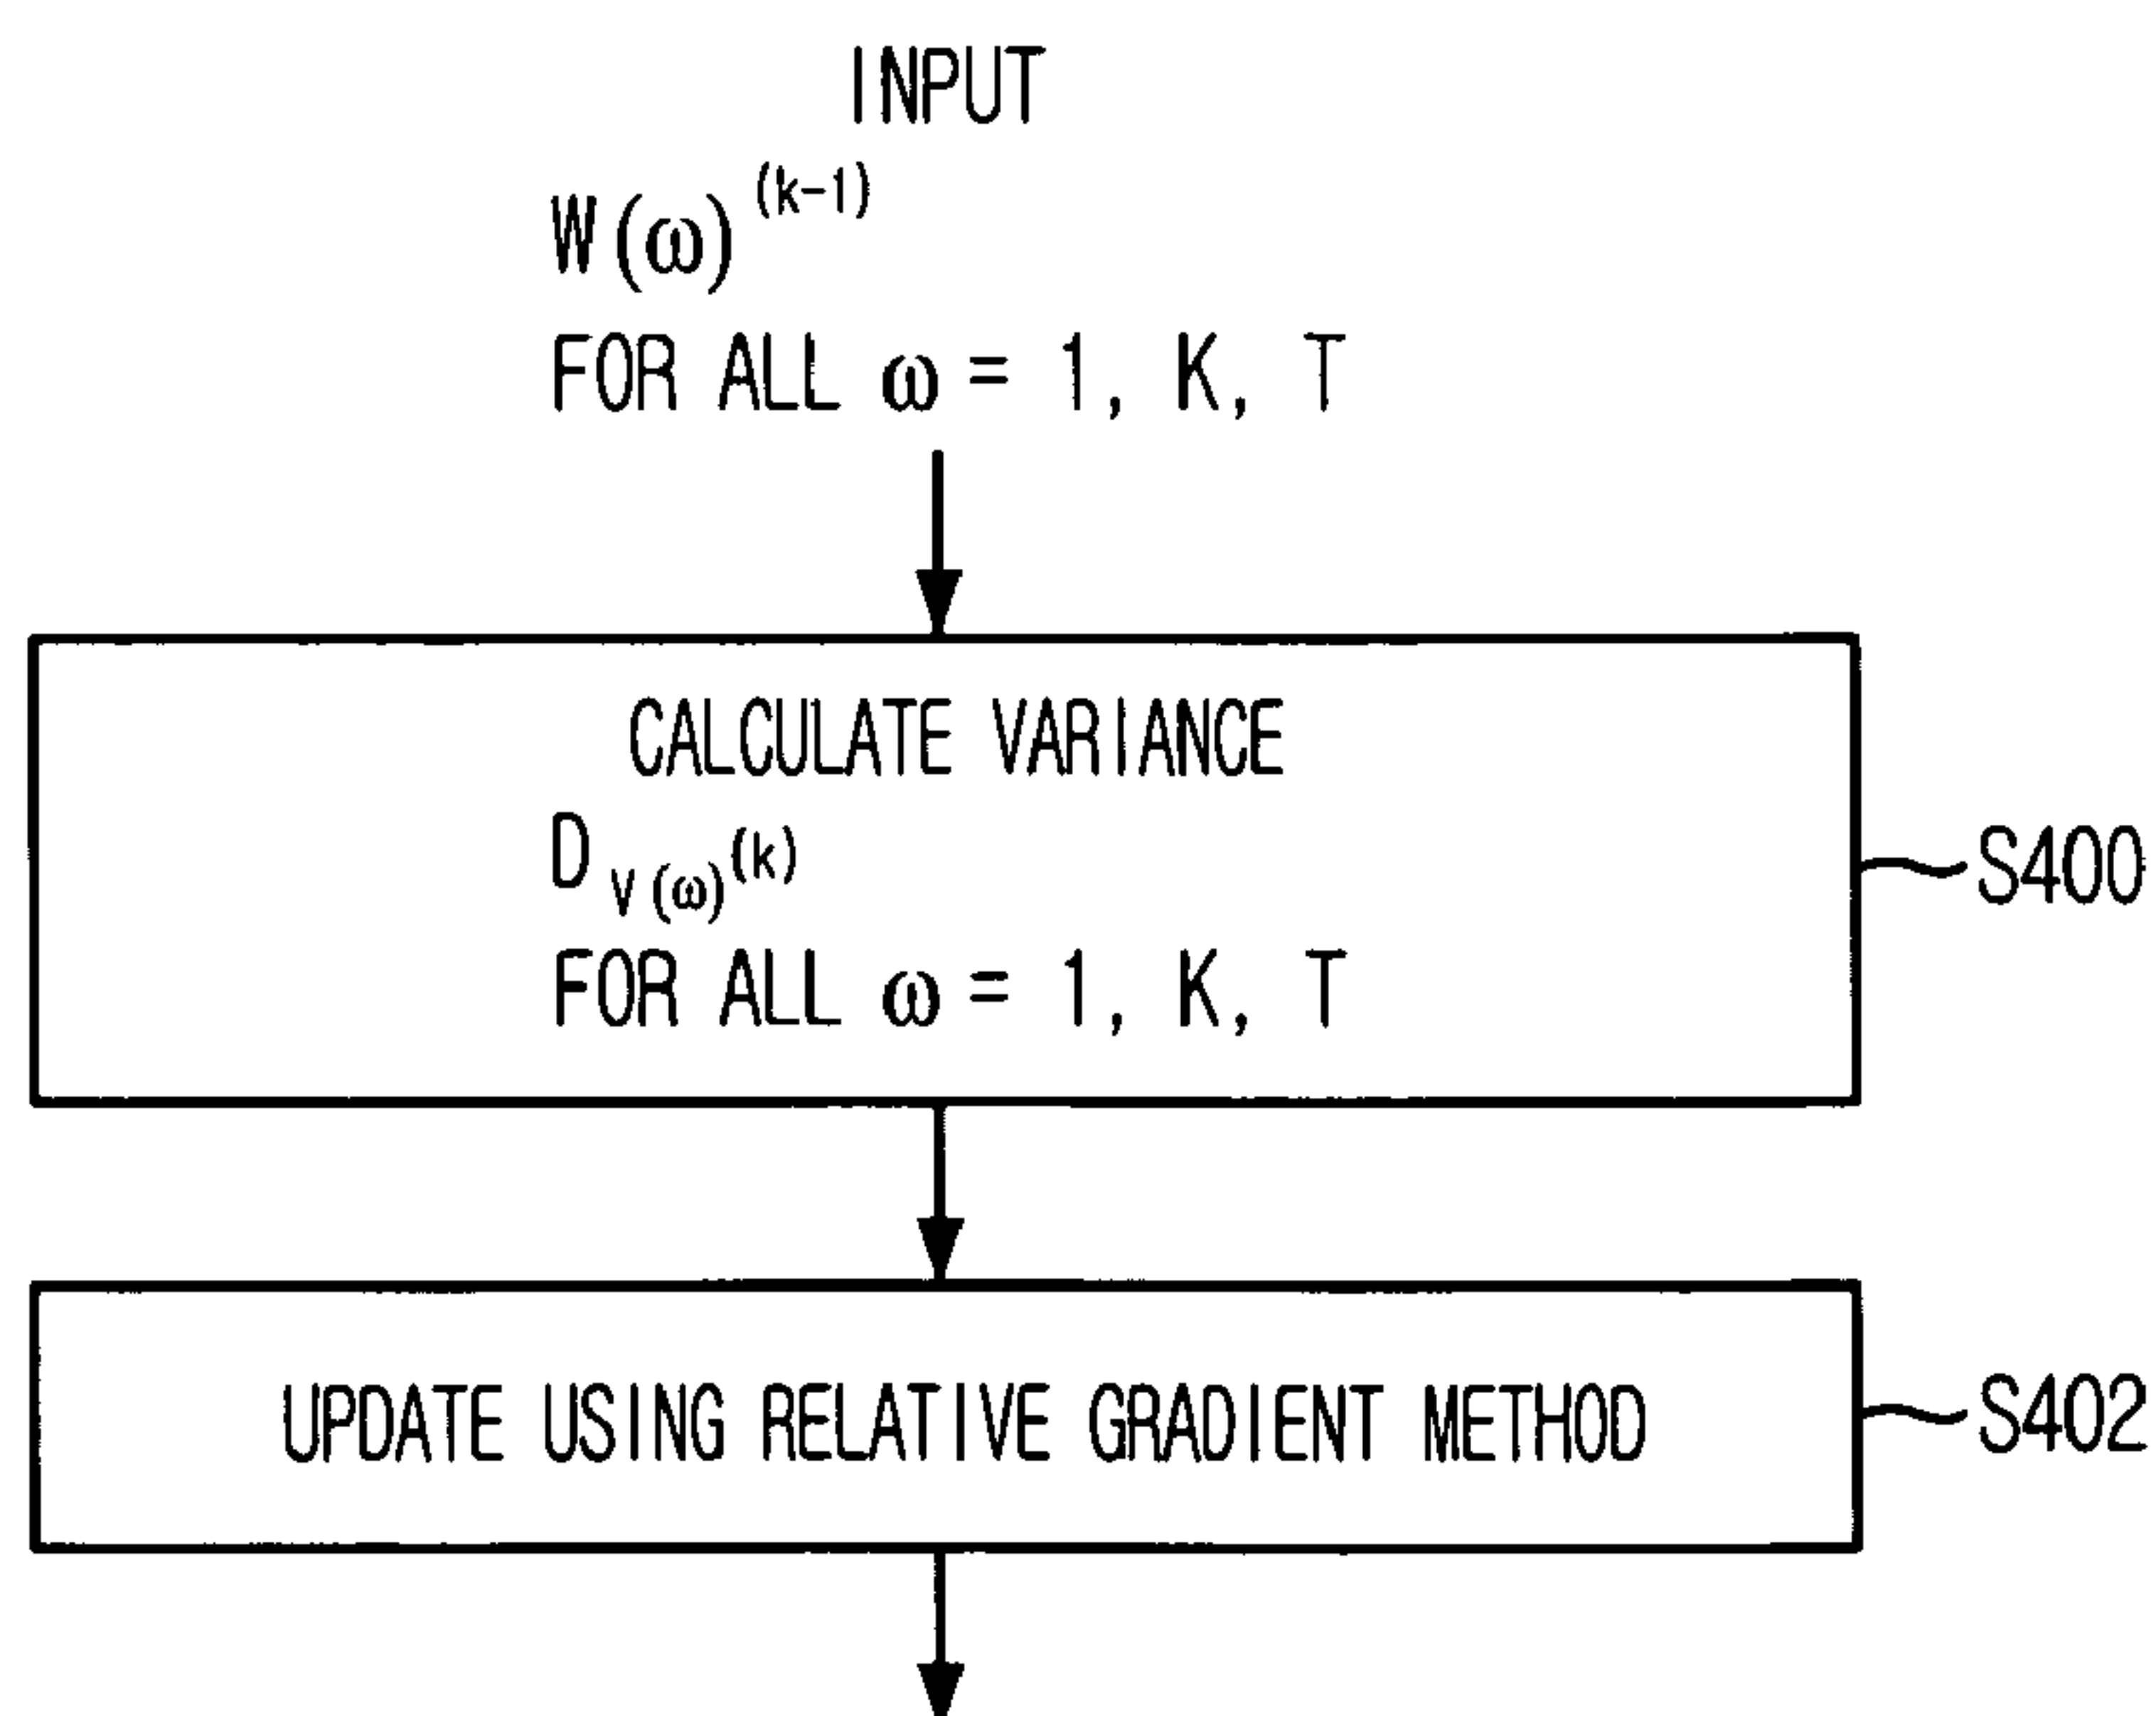 INPUT
W(ω)^(k-1)
FOR ALL ω = 1, K, T
CALCULATE VARIANCE
D_V(ω)^(k)
FOR ALL ω = 1, K, T
S400
UPDATE USING RELATIVE GRADIENT METHOD
S402